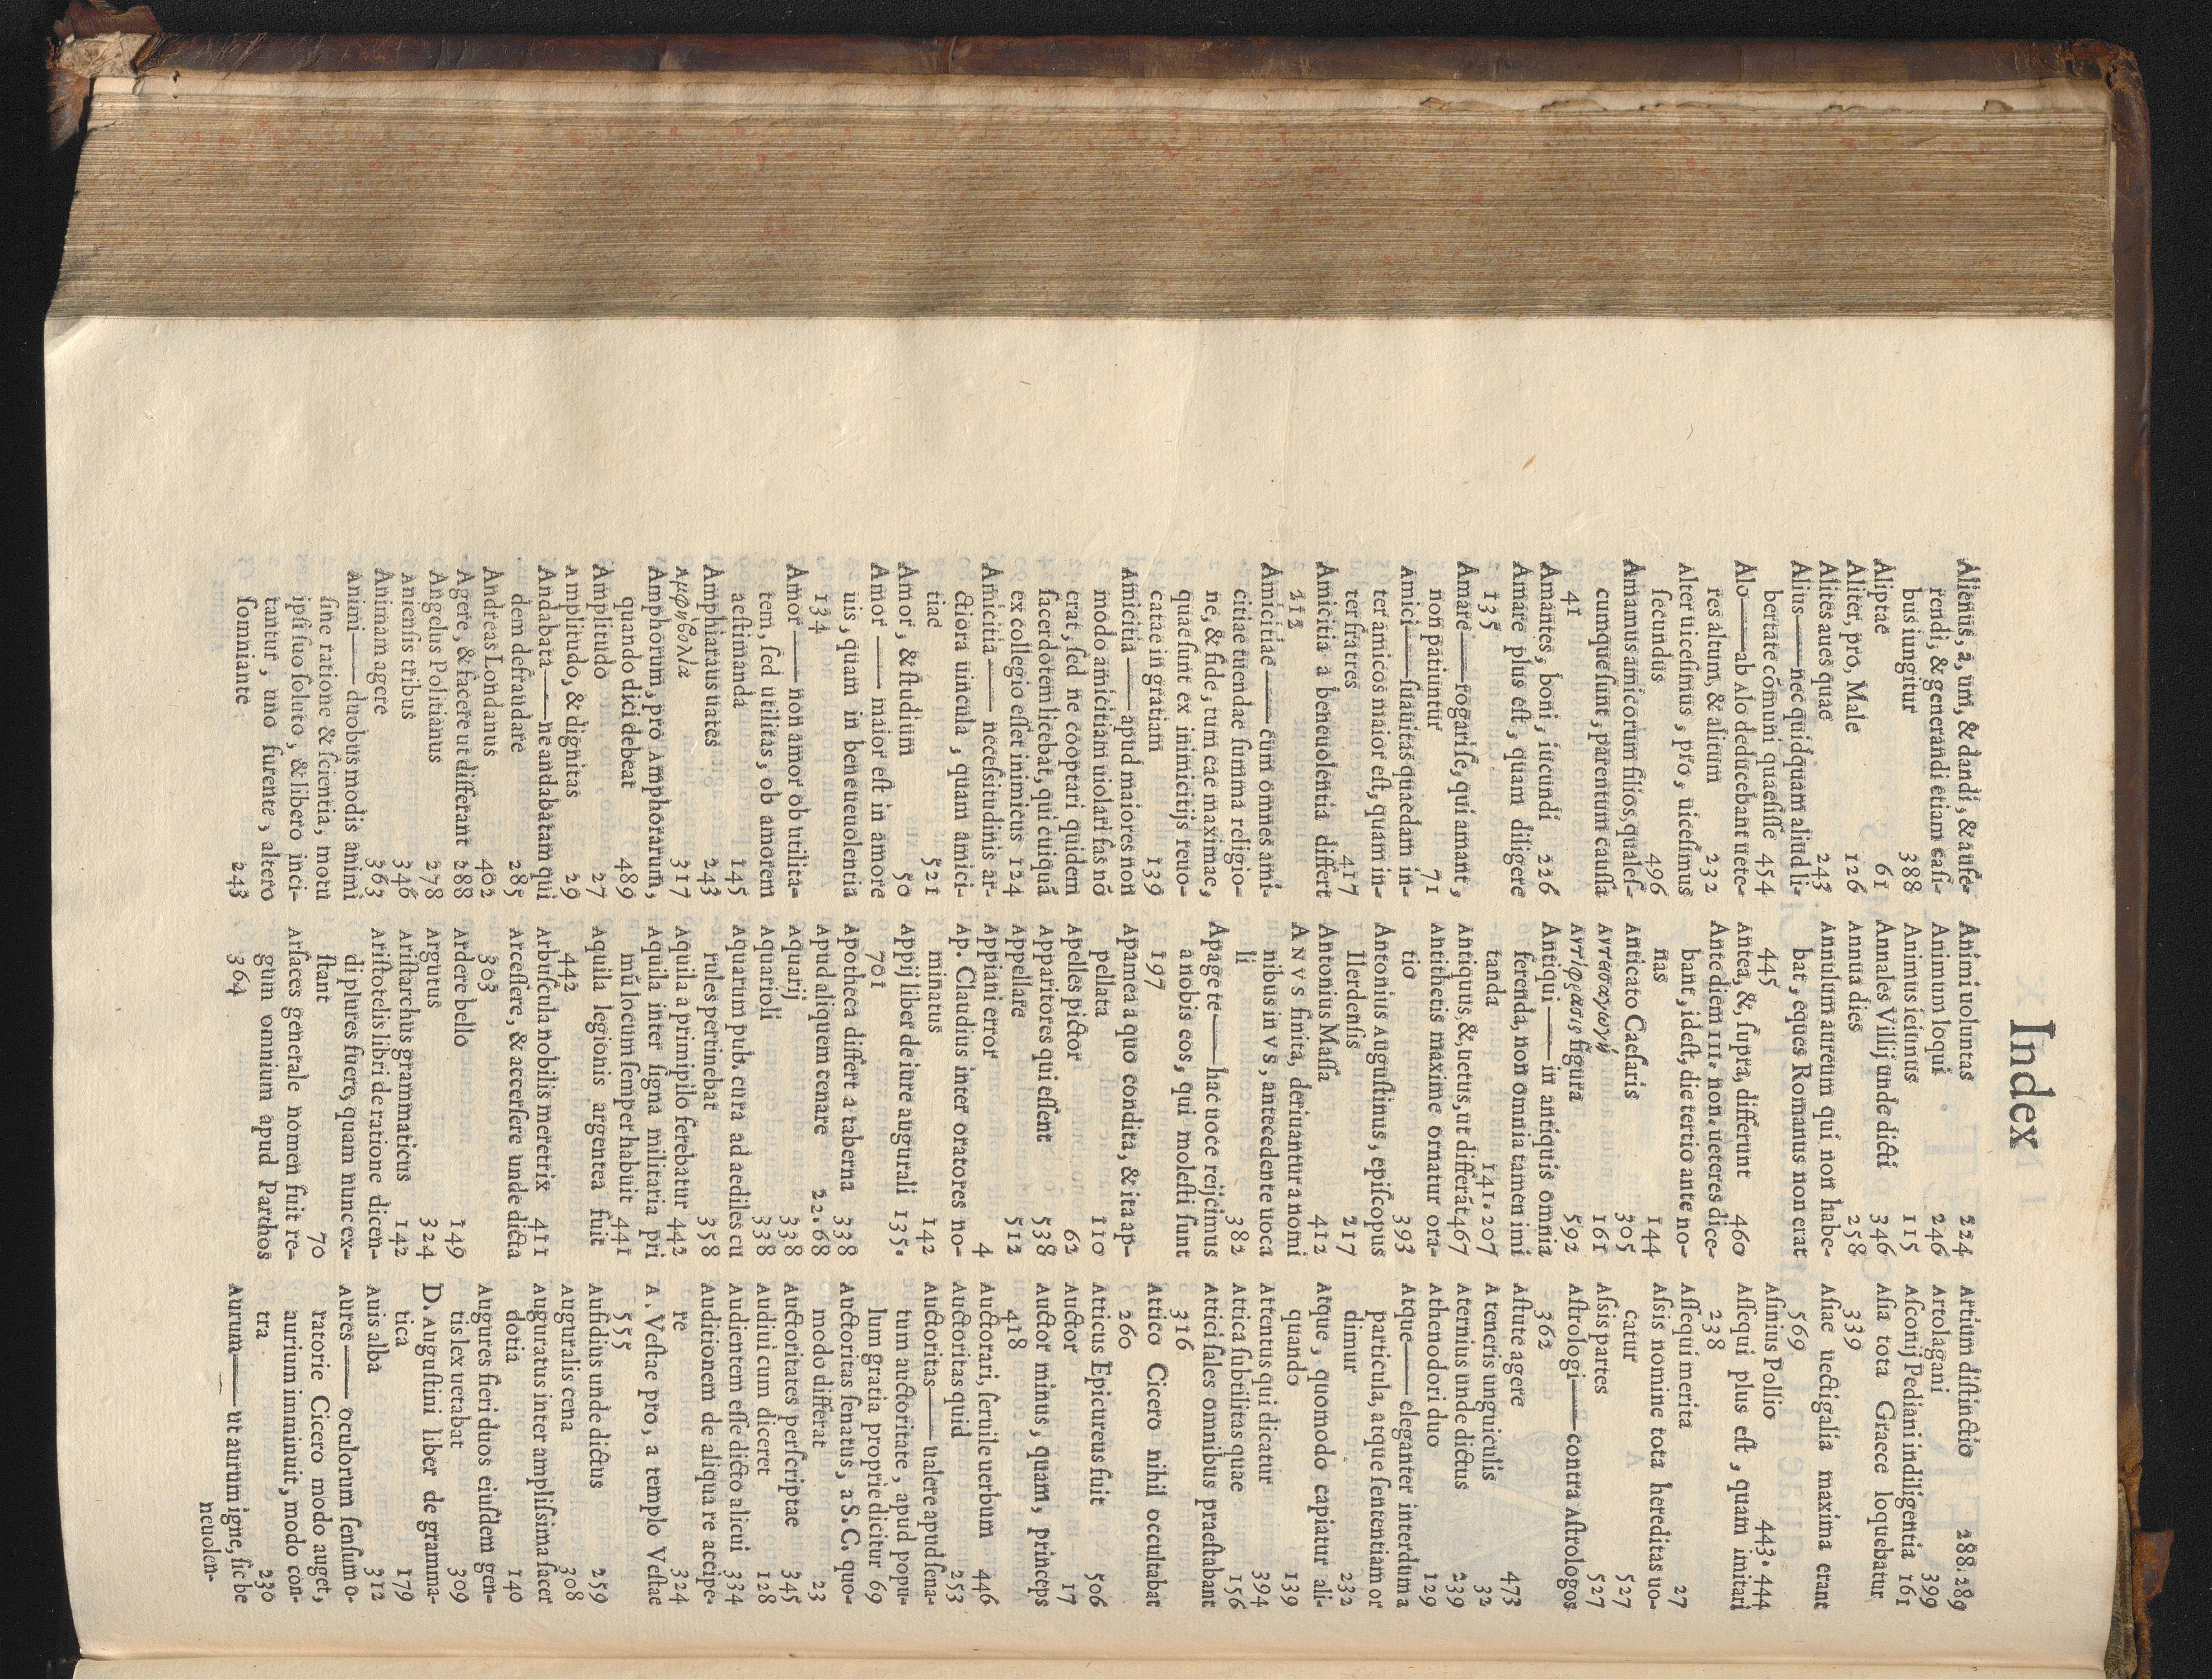 Index
Alienus, a, um, & dandi, & aufe-
rendi, & generandi etiam casi-
bus iungitur 388
Aliptae 61
Aliter, pro, Male 126
Alites aues quae 243
Alius——nec quidquam aliud li-
bertate cōmuni quaesisse 454
Alo——ab Alo deducebant uete-
res altum, & alitum 232
Alter uicesimus, pro, uicesimus
secundus 496
Amamus amicorum filios, quales-
cunque sunt, parentum caussa
41
Amantes, boni, iucundi 226
Amare plus est, quam diligere
135
Amare——rogari se, qui amant,
non patiuntur 71
Amici——suauitas quaedam in-
ter amicos maior est, quam in-
ter fratres 417
Amicitia a beneuolentia differt
212
Amicitiae——cum omnes ami-
citiae tuendae summa religio-
ne, & fide, tum eae maximae,
quae sunt ex inimicitijs reuo-
catae in gratiam 139
Amicitia——apud maiores non
modo amicitiam uiolari fas nō
erat, sed ne cooptari quidem
sacerdotem licebat, qui cuiquā
ex collegio esset inimicus 124
Amicitia——necessitudinis ar-
ctiora uincula, quam amici-
tiae 521
Amor, & studium 50
Amor——maior est in amore
uis, quam in beneueuolentia
134
Amor——non amor ob utilita-
tem, sed utilitas, ob amorem
aestimanda 145
Amphiaraus uates 243
Αμφηβολία 317
Amphorum, pro Amphorarum,
quando dici debeat 489
Amplitudo 27
Amplitudo, & dignitas 29
Andabata——ne andabatam qui
dem defraudare 285
Andreas Londanus 402
Agere, & facere ut differant 288
Angelus Politianus 278
Aniensis tribus 346
Animam agere 363
Animi——duobus modis animi
sine ratione & scientia, motu
ipsi suo soluto, & libero inci-
tantur, uno furente, altero
somniante 243
Animi uoluntas 224
Animum loqui 246
Animus ieiunus 115
Annales Villij unde dicti 346
Annua dies 258
Annulum aureum qui non habe-
bat, eques Romanus non erat
445
Antea, &, supra, differunt 460
Ante diem III. non. ueteres dice-
bant, idest, die tertio ante no-
nas 144
Anticato Caesaris 305
Αντεισαγωγή 161
Αντίφρασις figura 592
Antiqui——in antiquis omnia
ferenda, non omnia tamen imi
tanda 141. 207
Antiquus, &, uetus, ut differāt 467
Antithetis maxime ornatur ora-
tio 393
Antonius Augustinus, episcopus
Ilerdensis 217
Antonius Massa 412
ANVS finita, deriuantur a nomi
nibus in VS, antecedente uoca
li 382
Apage te——hac uoce reijcimus
a nobis eos, qui molesti sunt
197
Apamea a quo condita, & ita ap-
pellata 110
Apelles pictor 62
Apparitores qui essent 538
Appellare 512
Appiani error 4
Ap. Claudius inter oratores no-
minatus 142
Appij liber de iure augurali 135.
701
Apotheca differt a taberna 338
Apud aliquem cenare 22. 68
Aquarij 338
Aquarioli 338
Aquarum pub. cura ad aediles cu
rules pertinebat 358
Aquila a primipilo ferebatur 442
Aquila inter signa militaria pri
mū locum semper habuit 441
Aquila legionis argentea fuit
442
Arbuscula nobilis meretrix 411
Arcessere, & accersere unde dicta
303
Ardere bello 149
Argutus 324
Aristarchus grammaticus 142
Aristotelis libri de ratione dicen-
di plures fuere, quam nunc ex-
stant 70
Arsaces generale nomen fuit re-
gum omnium apud Parthos
364
Artium distinctio 288. 289
Artolagani 399
Asconij Pediani indiligentia 161
Asia tota Graece loquebatur
339
Asiae uectigalia maxima erant
569
Asinius Pollio 443. 444
Assequi plus est, quam imitari
238
Assequi merita 27
Assis nomine tota hereditas uo-
catur 527
Assis partes 527
Astrologi——contra Astrologos
362
Astute agere 473
A teneris unguiculis 32
Aternius unde dictus 239
Athenodori duo 129
Atque——eleganter interdum a
particula, atque sententiam or
dimur 232
Atque, quomodo capiatur ali-
quando 139
Attentus qui dicatur 394
Attica subtilitas quae 156
Attici sales omnibus praestabant
316
Attico Cicero nihil occultabat
260
Atticus Epicureus fuit 506
Auctor 17
Auctor minus, quam, princeps
418
Auctorari, seruile uerbum 446
Auctoritas quid 253
Auctoritas——ualere apud sena-
tum auctoritate, apud popu-
lum gratia proprie dicitur 69
Auctoritas senatus, a S. C. quo-
modo differat 23
Auctoritates perscriptae 345
Audiui cum diceret 128
Audientem esse dicto alicui 334
Auditionem de aliqua re accipe-
re 324
A. Vestae pro, a templo Vestae
555
Aufidius unde dictus 259
Auguralis cena 308
Auguratus inter amplissima sacer
dotia 140
Augures fieri duos eiusdem gen-
tis lex uetabat 309
D. Augustini liber de gramma-
tica 179
Auis alba 312
Aures——oculorum sensum o-
ratorie Cicero modo auget,
aurium imminuit, modo con-
tra 230
Aurum——ut aurum igne, sic be
neuolen-